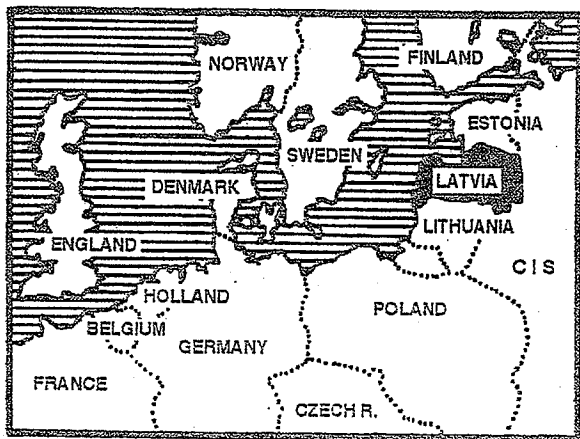 NORWAY
FINLAND
ESTONIA
SWEDEN
LATVIA
DENMARK
LITHUANIA
ENGLAND
CIS
HOLLAND
POLAND
BELGIUM
GERMANY
FRANCE
CZECH R.